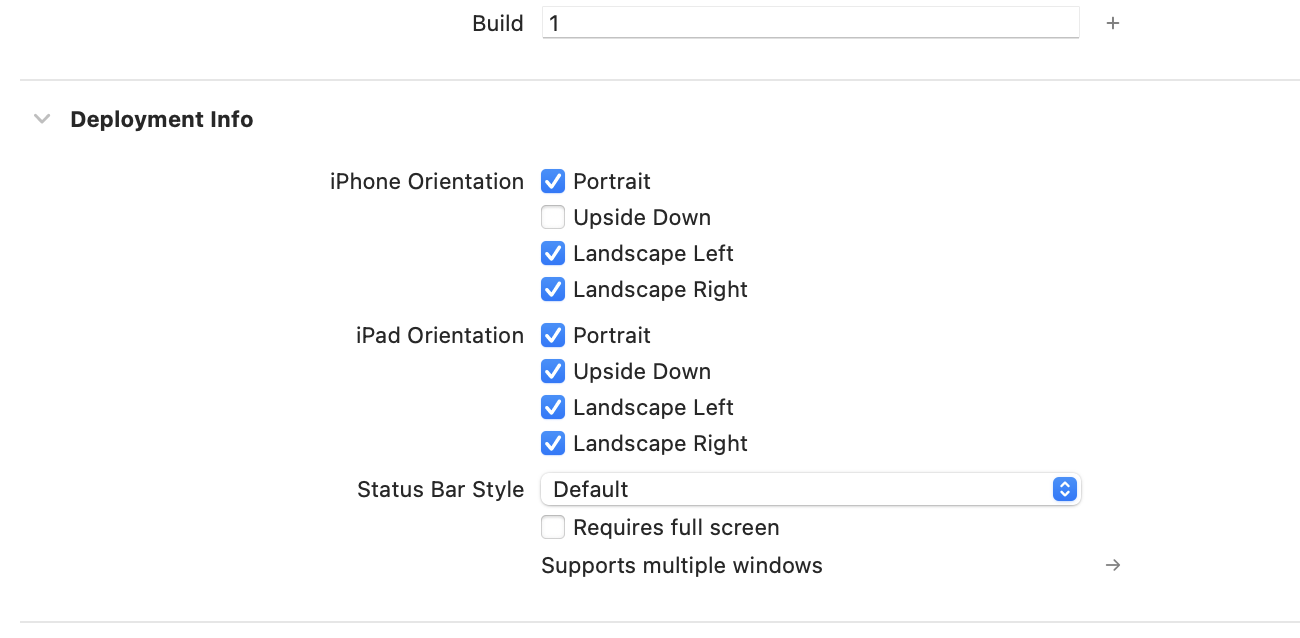 Build 1 +
Deployment Info
iPhone Orientation Portrait
Upside Down
Landscape Left
Landscape Right
iPad Orientation Portrait
Upside Down
Landscape Left
Landscape Right
Status Bar Style Default
Requires full screen
Supports multiple windows